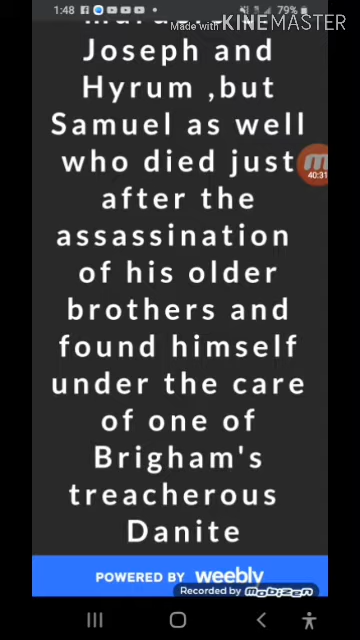 1:48
79%
Made with KINEMASTER
Joseph and
Hyrum ,but
Samuel as well
who died just
40:31
after the
assassination
of his older
brothers and
found himself
under the care
of one of
Brigham's
treacherous
Danite
POWERED BY weebly
Recorded by mobizen